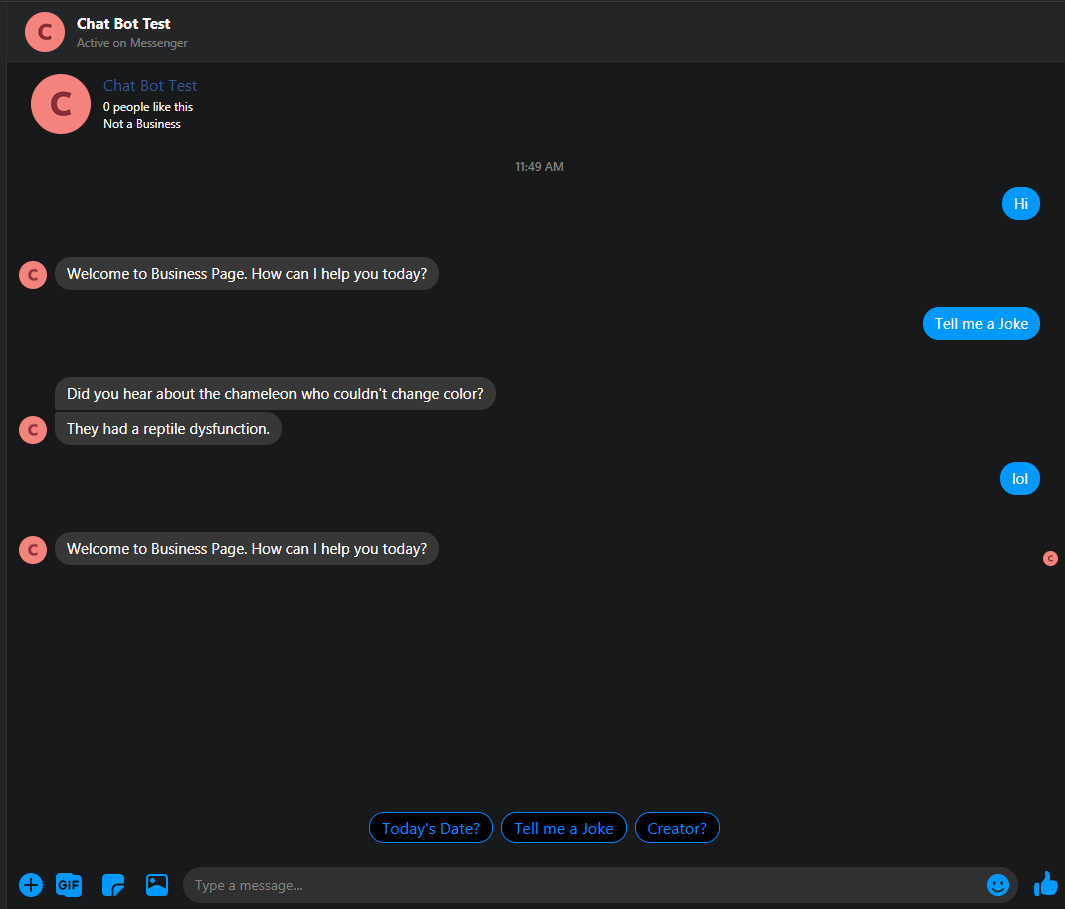 C
Chat Bot Test
Active on Messenger
C
Chat Bot Test
0 people like this
Not a Business
11:49 AM
Hi
C
Welcome to Business Page. How can I help you today?
Tell me a Joke
Did you hear about the chameleon who couldn't change color?
C
They had a reptile dysfunction.
lol
C
Welcome to Business Page. How can I help you today?
C
Today's Date?
Tell me a Joke
Creator?
GIF
Type a message...